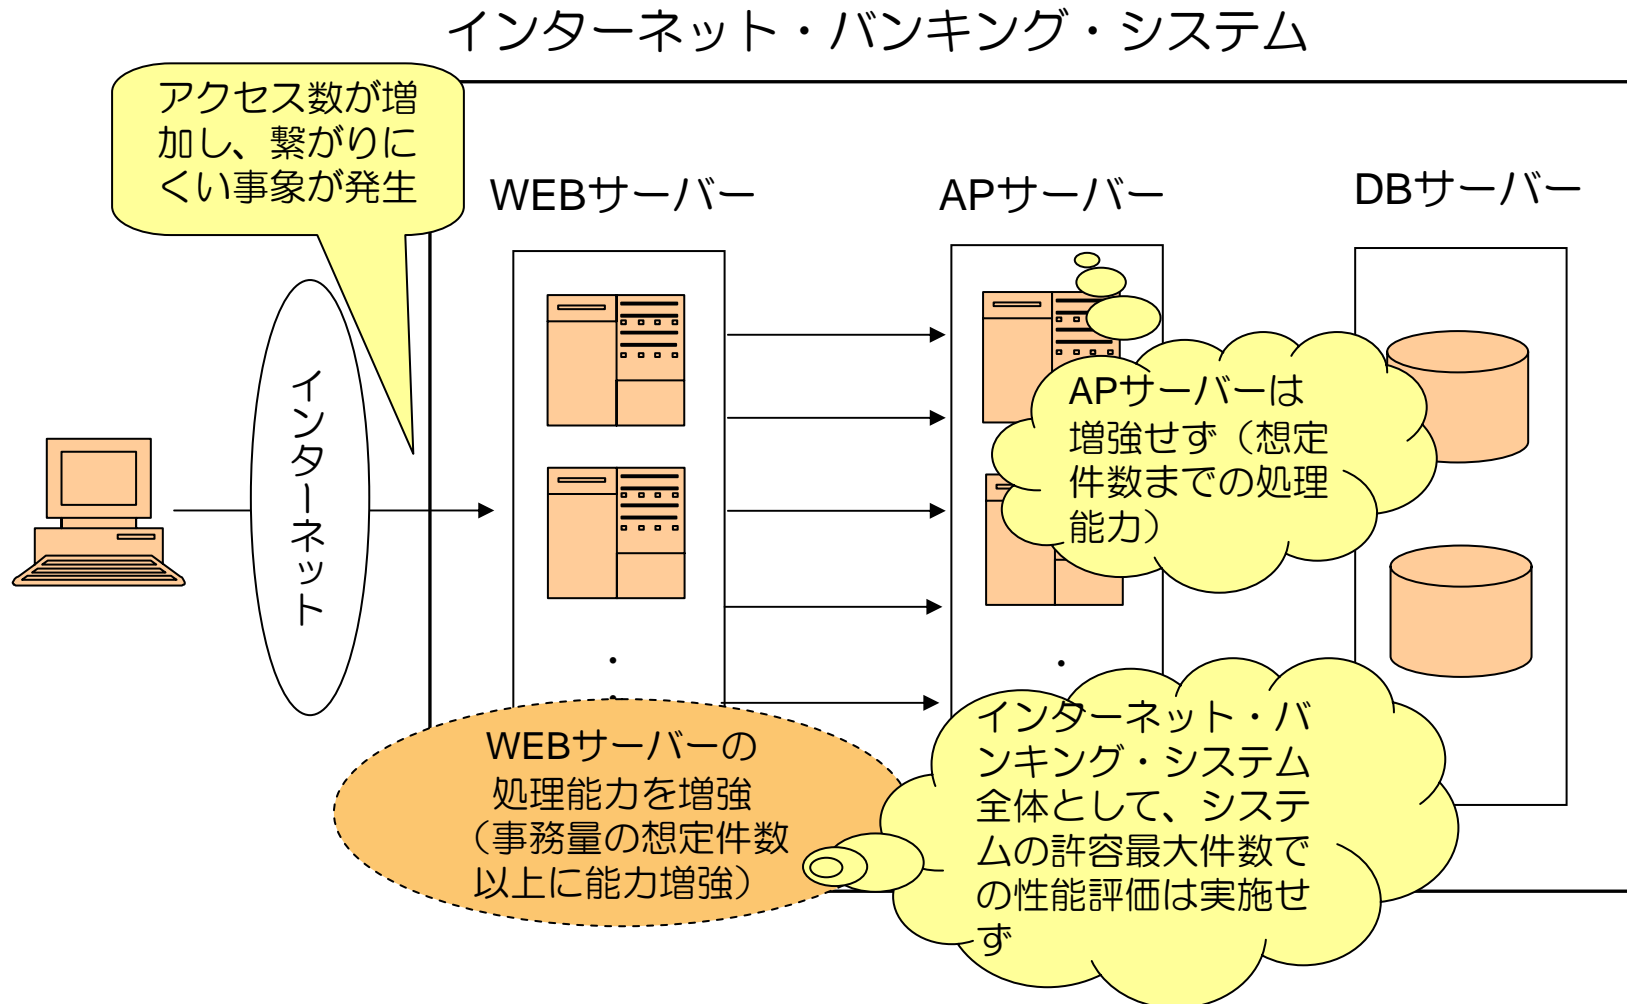 インターネット・バンキング・システム
アクセス数が増
加し、繋がりに
くい事象が発生
WEBサーバー
APサーバー
DBサーバー
インターネット
APサーバーは
増強せず（想定
件数までの処理
能力）
WEBサーバーの
処理能力を増強
（事務量の想定件数
以上に能力増強）
インターネット・バ
ンキング・システム
全体として、システ
ムの許容最大件数で
の性能評価は実施せ
ず